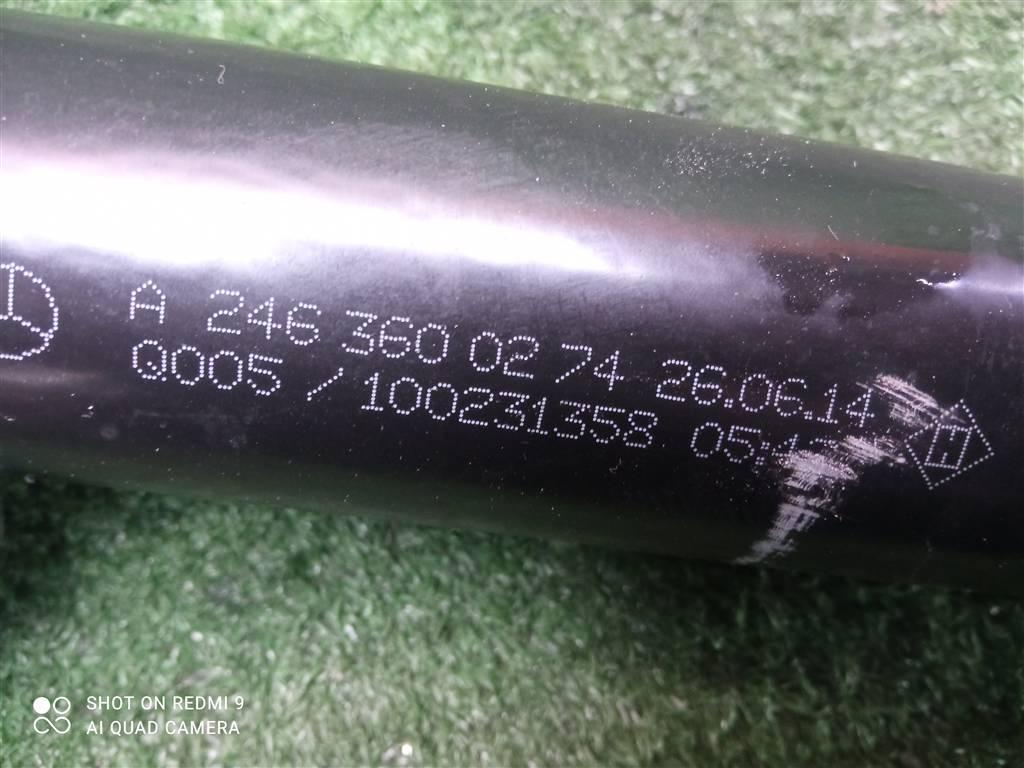 A 246 360 02 74 26.06.14
Q005 / 100231358
H
SHOT ON REDMI 9
AI QUAD CAMERA